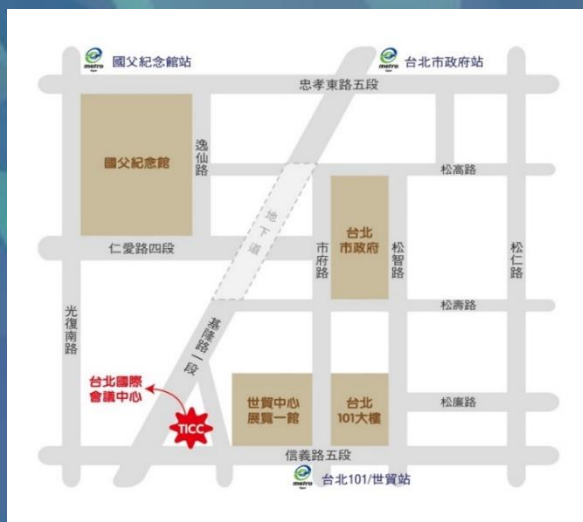 metro
國父紀念館站
metro
台北市政府站
忠孝東路五段
國父紀念館
逸仙路
松高路
地下道
台北
市政府
仁愛路四段
市府路
松智路
松仁路
光復南路
松壽路
基隆路一段
台北國際
會議中心
世貿中心
展覽一館
台北
101大樓
松廉路
TICC
信義路五段
metro
台北101/世貿站